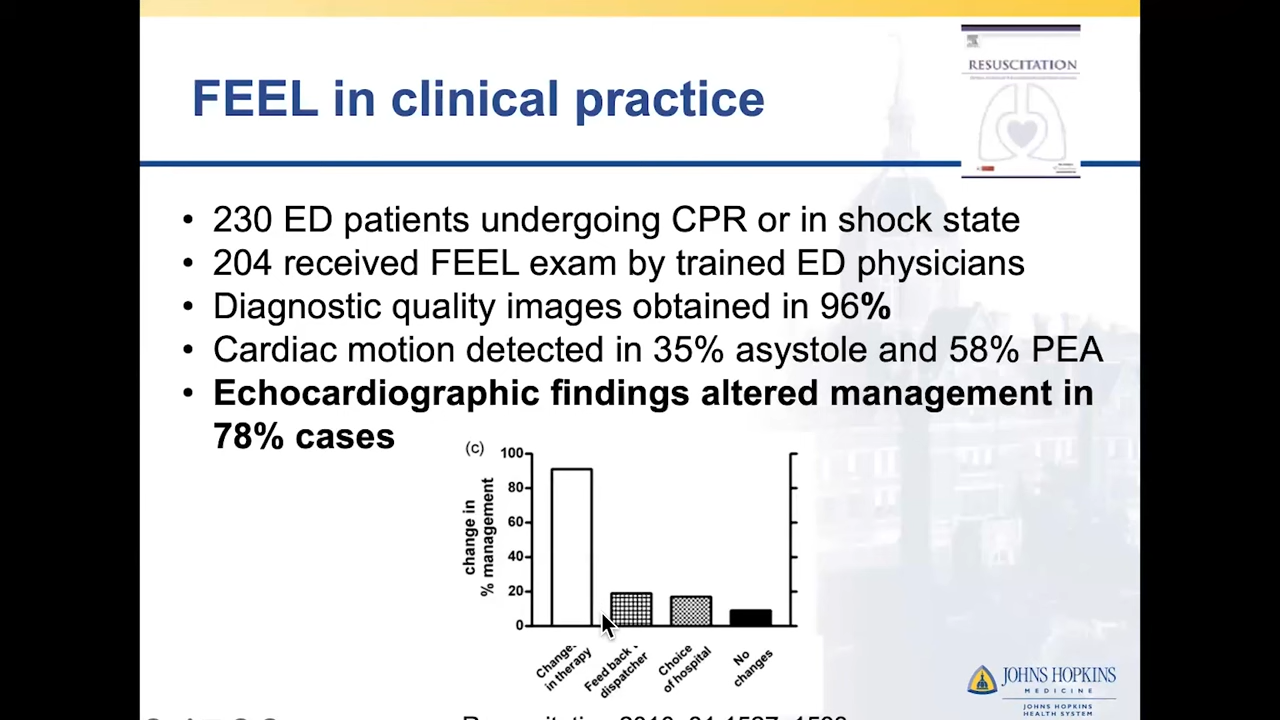 RESUSCITATION
FEEL in clinical practice
• 230 ED patients undergoing CPR or in shock state
• 204 received FEEL exam by trained ED physicians
• Diagnostic quality images obtained in 96%
• Cardiac motion detected in 35% asystole and 58% PEA
• Echocardiographic findings altered management in
78% cases
(c)
change in
% management
100
80
60
40
20
0
Change
in therapy
Feed back
dispatcher
Choice
of hospital
No
changes
JOHNS HOPKINS
MEDICINE
JOHNS HOPKINS
HEALTH SYSTEM